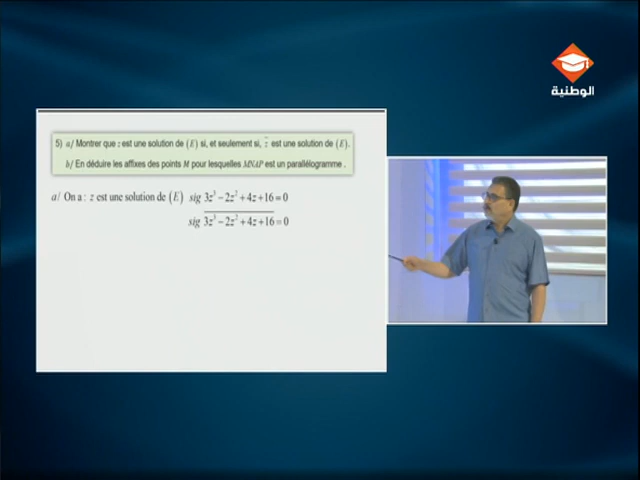 الوطنية
5) a/ Montrer que z est une solution de (E) si, et seulement si, z̅ est une solution de (E).
b/ En déduire les affixes des points M pour lesquelles MNAP est un parallélogramme .
a/ On a : z est une solution de (E) sig 3z³ − 2z² + 4z + 16 = 0
sig \overline{3z³ − 2z² + 4z + 16} = 0